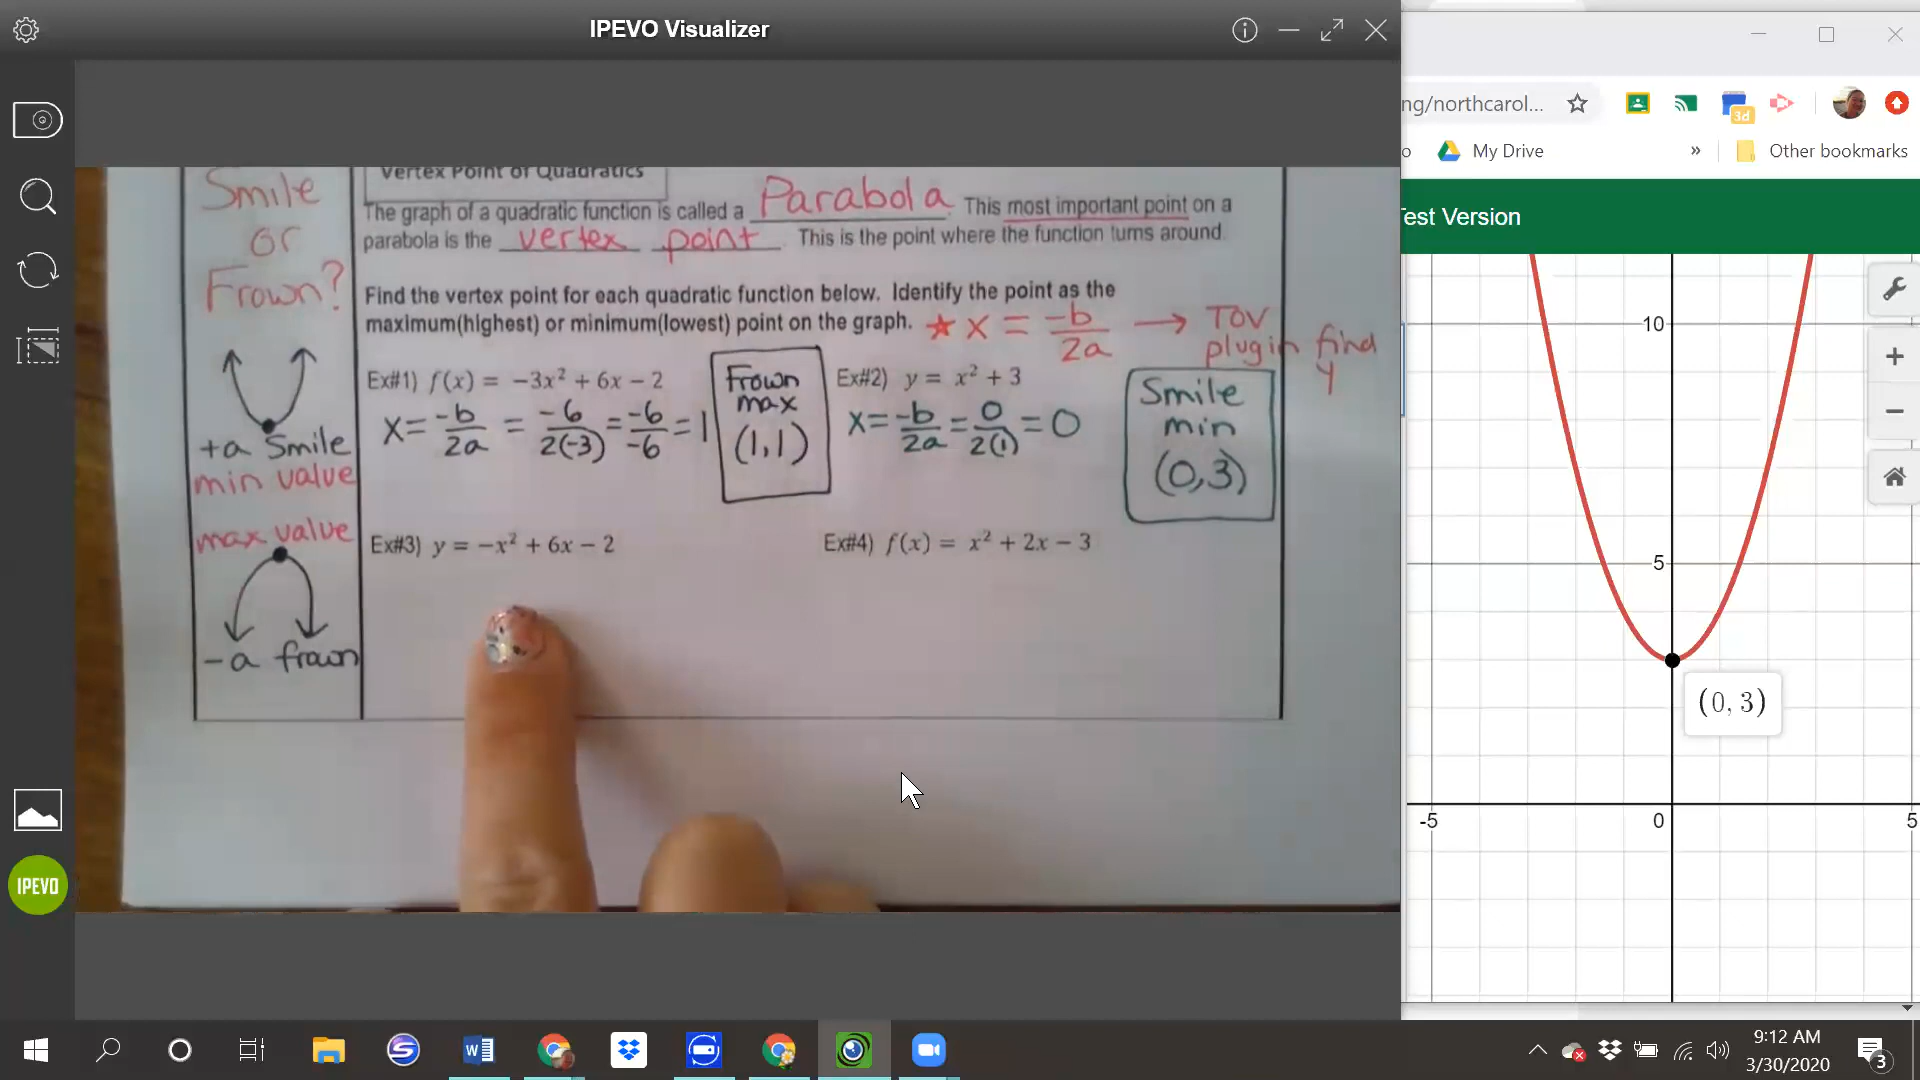 IPEVO Visualizer
ng/northcarol...
3d
o My Drive » Other bookmarks
Test Version
Smile
or
Frown?
+a Smile
min value
max value
-a frown
Vertex Point of Quadratics
The graph of a quadratic function is called a Parabola. This most important point on a
parabola is the vertex point. This is the point where the function turns around.
Find the vertex point for each quadratic function below. Identify the point as the
maximum(highest) or minimum(lowest) point on the graph. ★ x = -b/2a → TOV
plug in find
y
Ex#1) f(x) = −3x² + 6x − 2
x = -b/2a = -6/2(-3) = -6/-6 = 1
Frown
max
(1,1)
Ex#2) y = x² + 3
x = -b/2a = 0/2(1) = 0
Smile
min
(0,3)
Ex#3) y = −x² + 6x − 2
Ex#4) f(x) = x² + 2x − 3
10
5
(0, 3)
-5 0 5
IPEVO
9:12 AM
3/30/2020
3